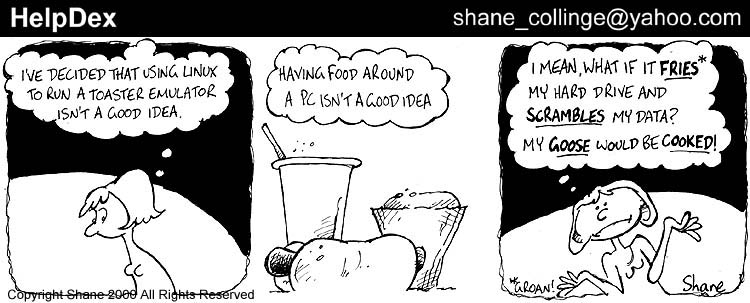 HelpDex
shane_collinge@yahoo.com
I'VE DECIDED THAT USING LINUX
TO RUN A TOASTER EMULATOR
ISN'T A GOOD IDEA.
HAVING FOOD AROUND
A PC ISN'T A GOOD IDEA
I MEAN, WHAT IF IT FRIES*
MY HARD DRIVE AND
SCRAMBLES MY DATA?
MY GOOSE WOULD BE COOKED!
*GROAN!
Shane
Copyright Shane 2000 All Rights Reserved